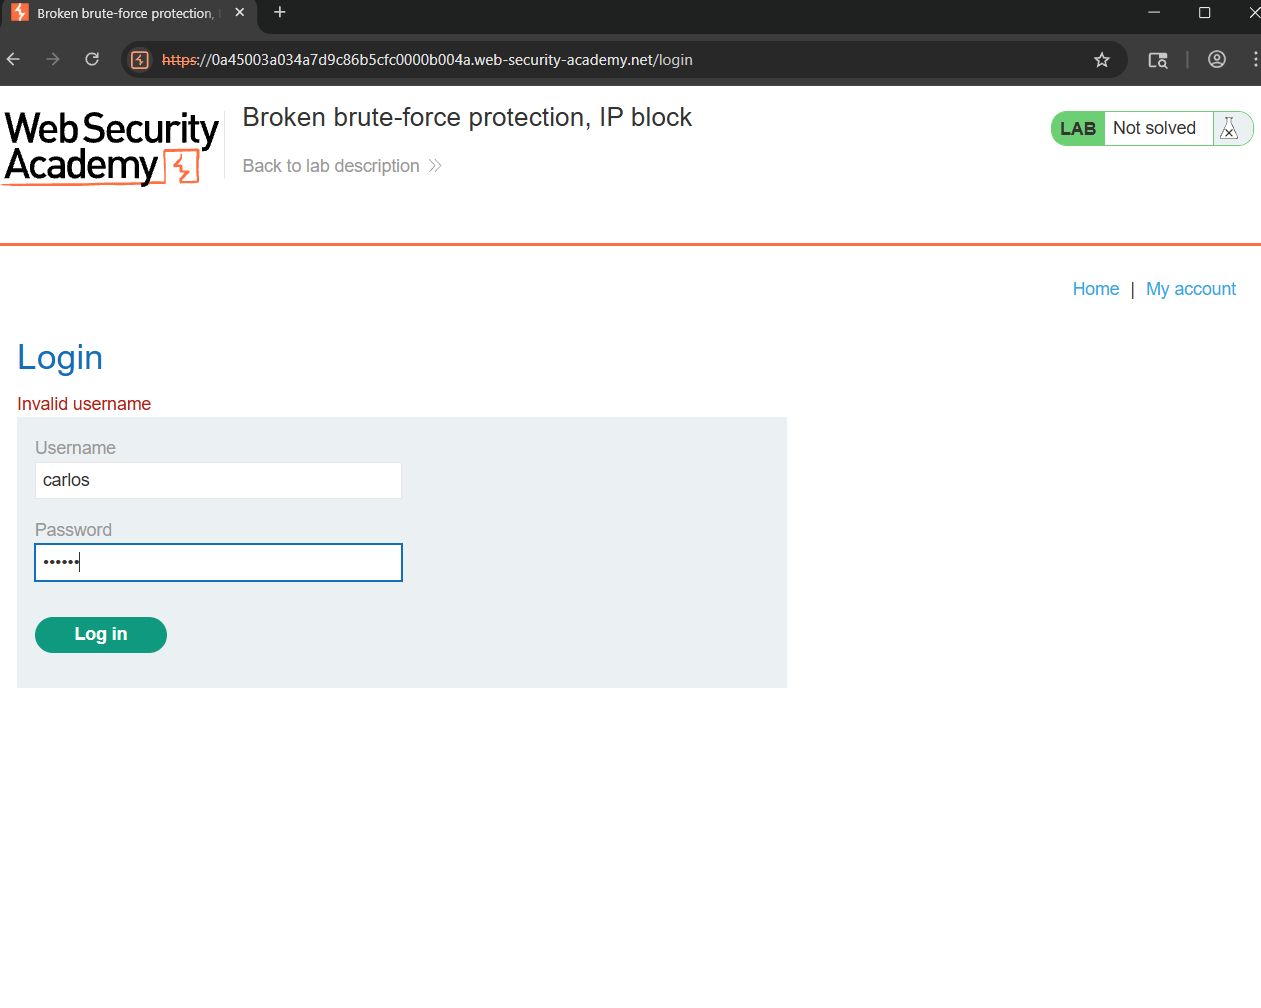 Broken brute-force protection,
https://0a45003a034a7d9c86b5cfc0000b004a.web-security-academy.net/login
Web Security
Academy
Broken brute-force protection, IP block
Back to lab description
LAB Not solved
Home | My account
Login
Invalid username
Username
carlos
Password
••••••
Log in